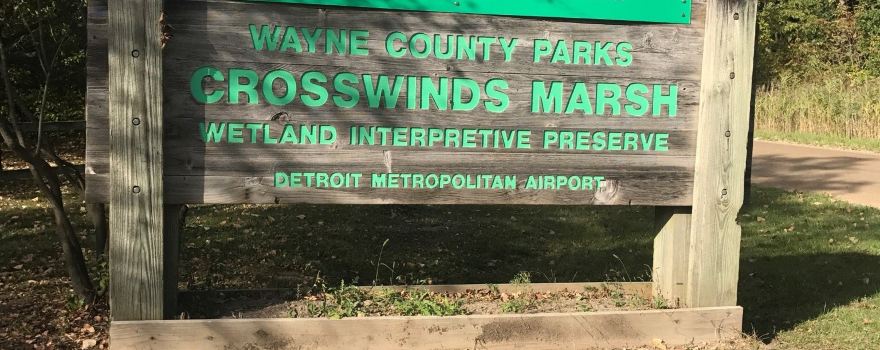 WAYNE COUNTY PARKS
CROSSWINDS MARSH
WETLAND INTERPRETIVE PRESERVE
DETROIT METROPOLITAN AIRPORT